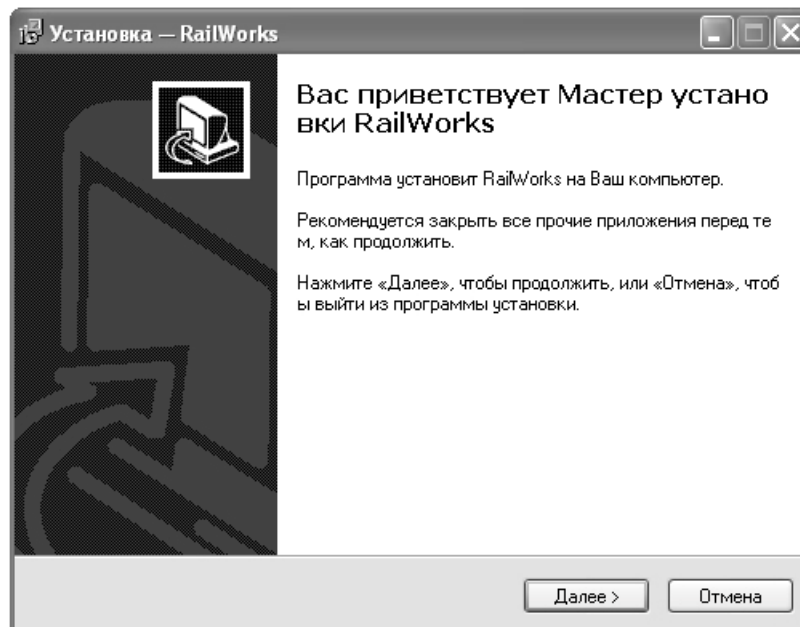 Установка — RailWorks
Вас приветствует Мастер устано
вки RailWorks
Программа установит RailWorks на Ваш компьютер.
Рекомендуется закрыть все прочие приложения перед те
м, как продолжить.
Нажмите «Далее», чтобы продолжить, или «Отмена», чтоб
ы выйти из программы установки.
Далее > Отмена